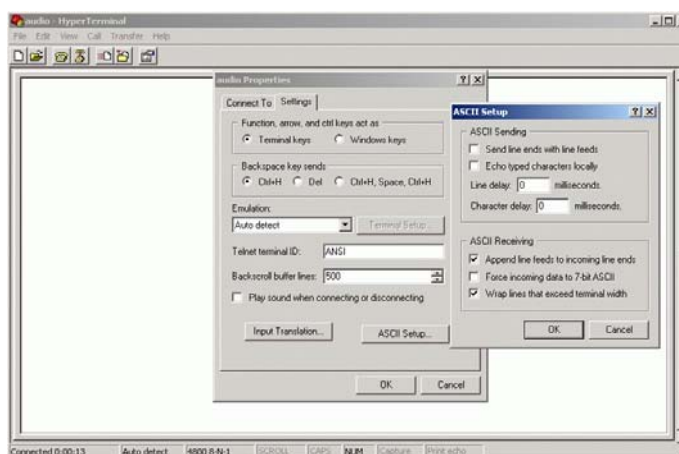 audio - HyperTerminal
File Edit View Call Transfer Help
audio Properties
Connect To Settings
Function, arrow, and ctrl keys act as
Terminal keys Windows keys
Backspace key sends
Ctrl+H Del Ctrl+H, Space, Ctrl+H
Emulation:
Auto detect Terminal Setup...
Telnet terminal ID: ANSI
Backscroll buffer lines: 500
Play sound when connecting or disconnecting
Input Translation... ASCII Setup...
OK Cancel
ASCII Setup
ASCII Sending
Send line ends with line feeds
Echo typed characters locally
Line delay: 0 milliseconds.
Character delay: 0 milliseconds.
ASCII Receiving
Append line feeds to incoming line ends
Force incoming data to 7-bit ASCII
Wrap lines that exceed terminal width
OK Cancel
Connected 0:00:13 Auto detect 4800 8-N-1 SCROLL CAPS NUM Capture Print echo